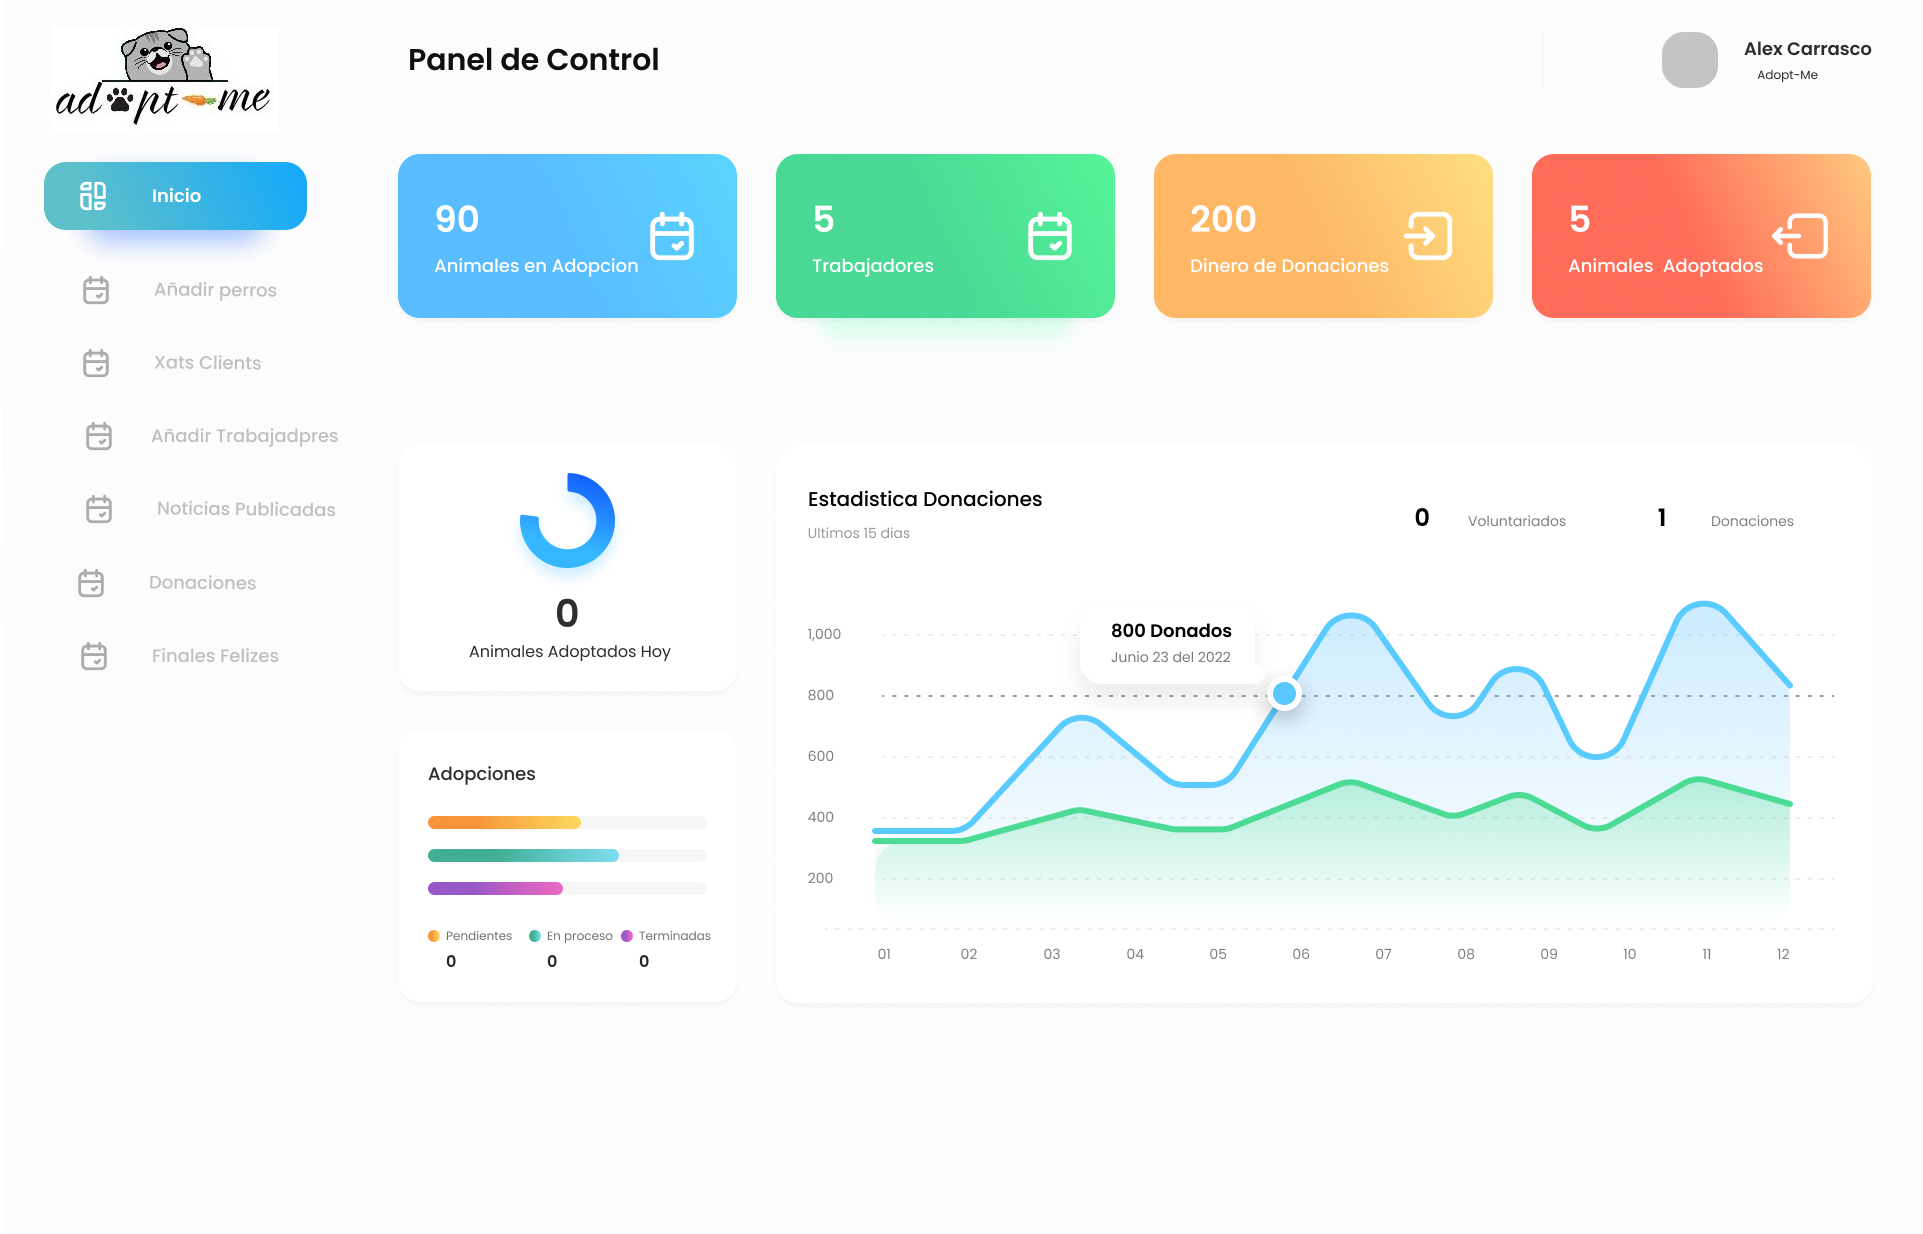 adopt-me
Panel de Control
Alex Carrasco
Adopt-Me
Inicio
Añadir perros
Xats Clients
Añadir Trabajadpres
Noticias Publicadas
Donaciones
Finales Felizes
90
Animales en Adopcion
5
Trabajadores
200
Dinero de Donaciones
5
Animales  Adoptados
0
Animales Adoptados Hoy
Adopciones
Pendientes En proceso Terminadas
0 0 0
Estadistica Donaciones
Ultimos 15 dias
0 Voluntariados 1 Donaciones
800 Donados
Junio 23 del 2022
1,000
800
600
400
200
01 02 03 04 05 06 07 08 09 10 11 12